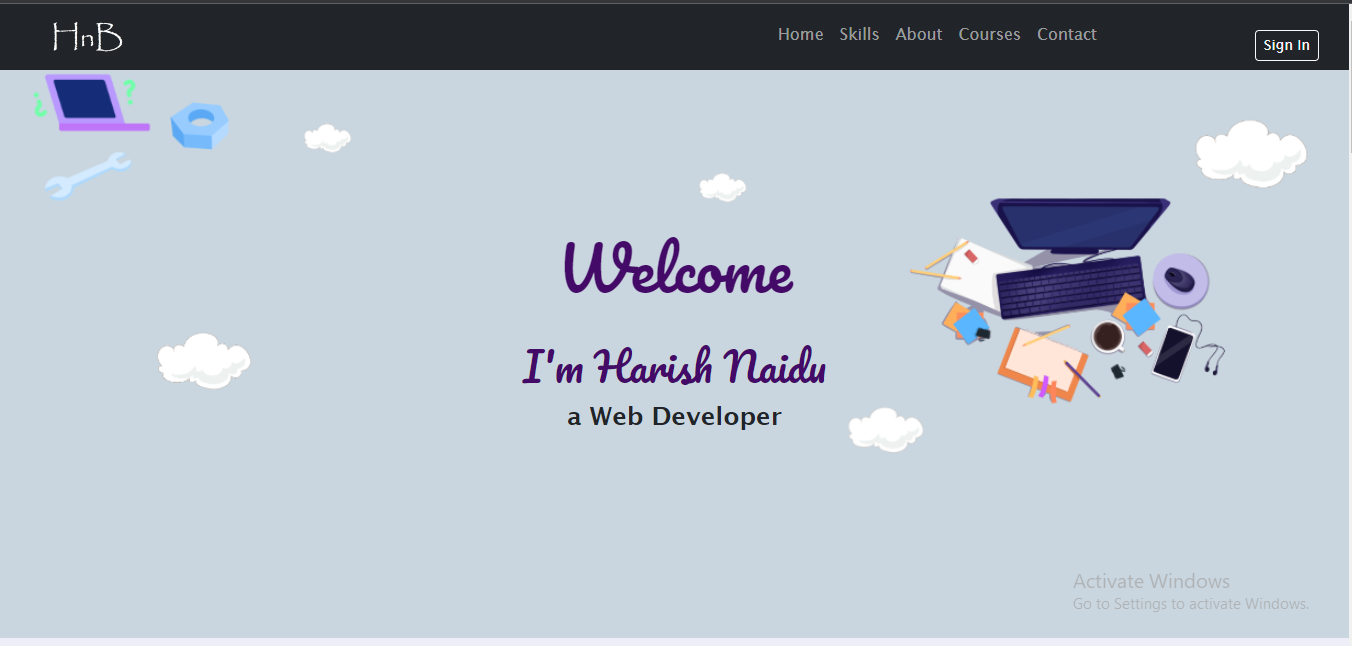 HnB
Home Skills About Courses Contact
Sign In
Welcome
I'm Harish Naidu
a Web Developer
Activate Windows
Go to Settings to activate Windows.